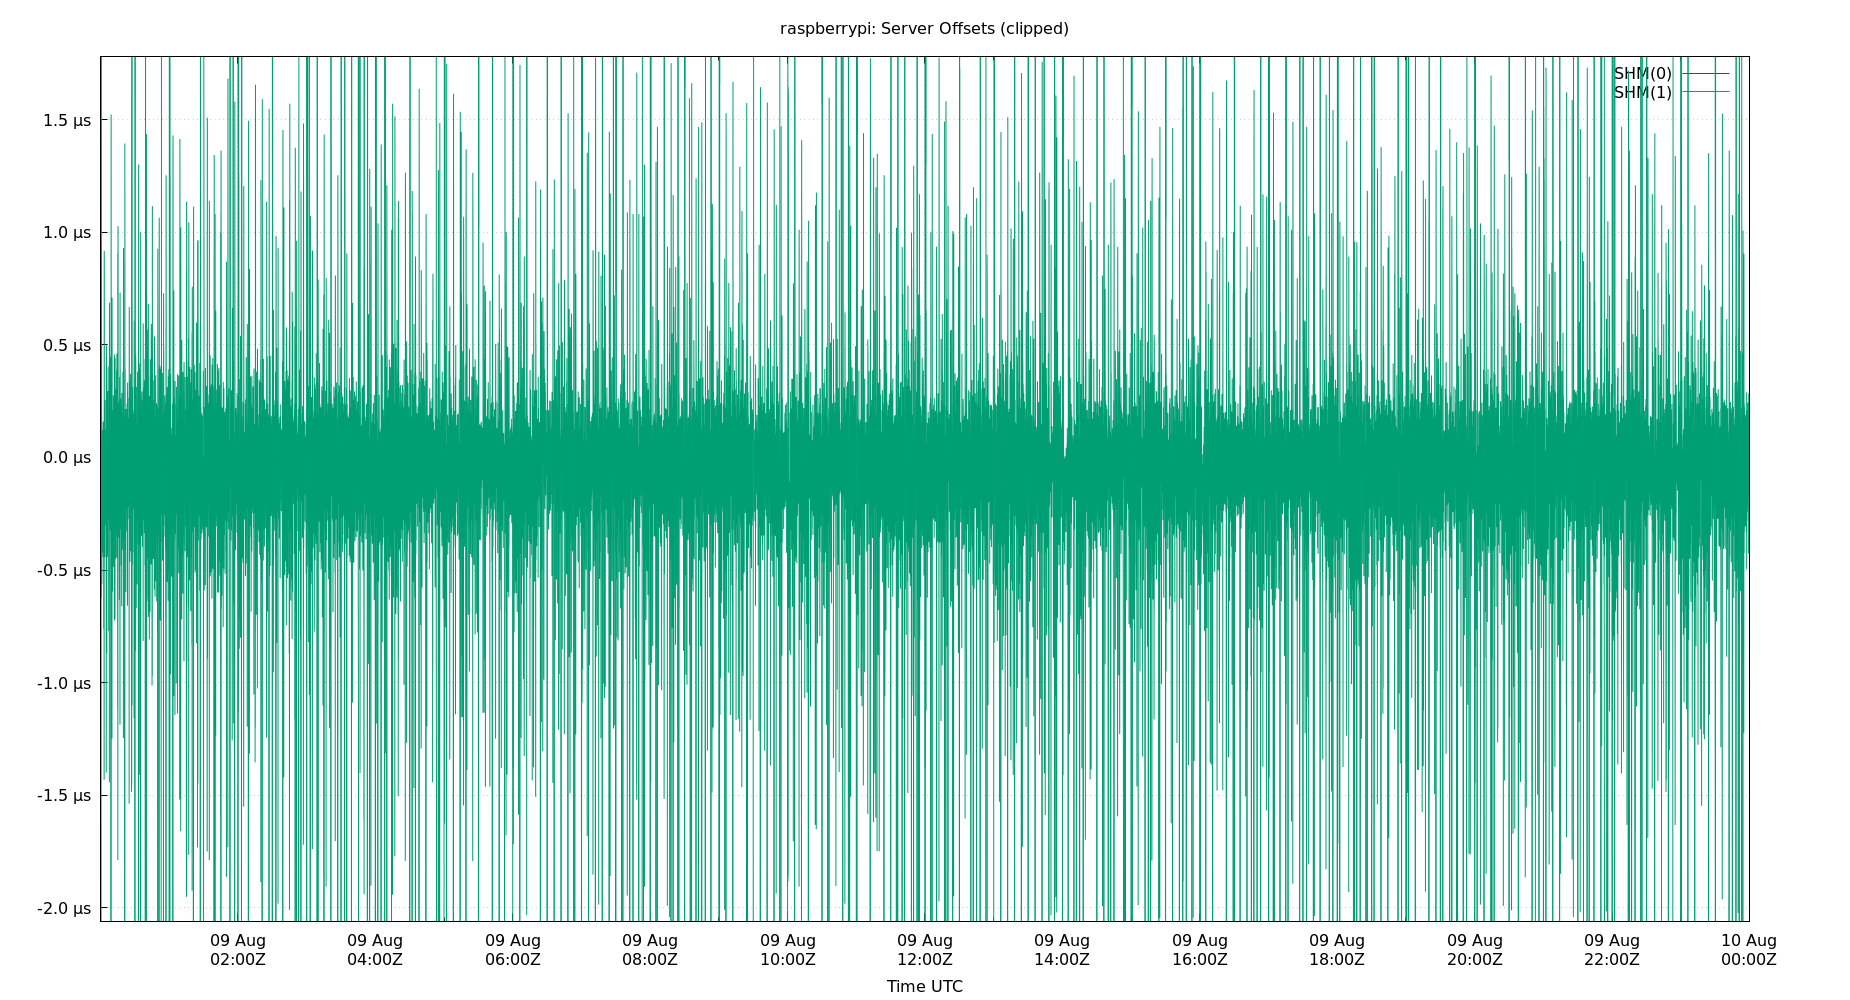 raspberrypi: Server Offsets (clipped)
SHM(0)
SHM(1)
1.5 µs
1.0 µs
0.5 µs
0.0 µs
-0.5 µs
-1.0 µs
-1.5 µs
-2.0 µs
09 Aug 09 Aug 09 Aug 09 Aug 09 Aug 09 Aug 09 Aug 09 Aug 09 Aug 09 Aug 09 Aug 10 Aug
02:00Z 04:00Z 06:00Z 08:00Z 10:00Z 12:00Z 14:00Z 16:00Z 18:00Z 20:00Z 22:00Z 00:00Z
Time UTC